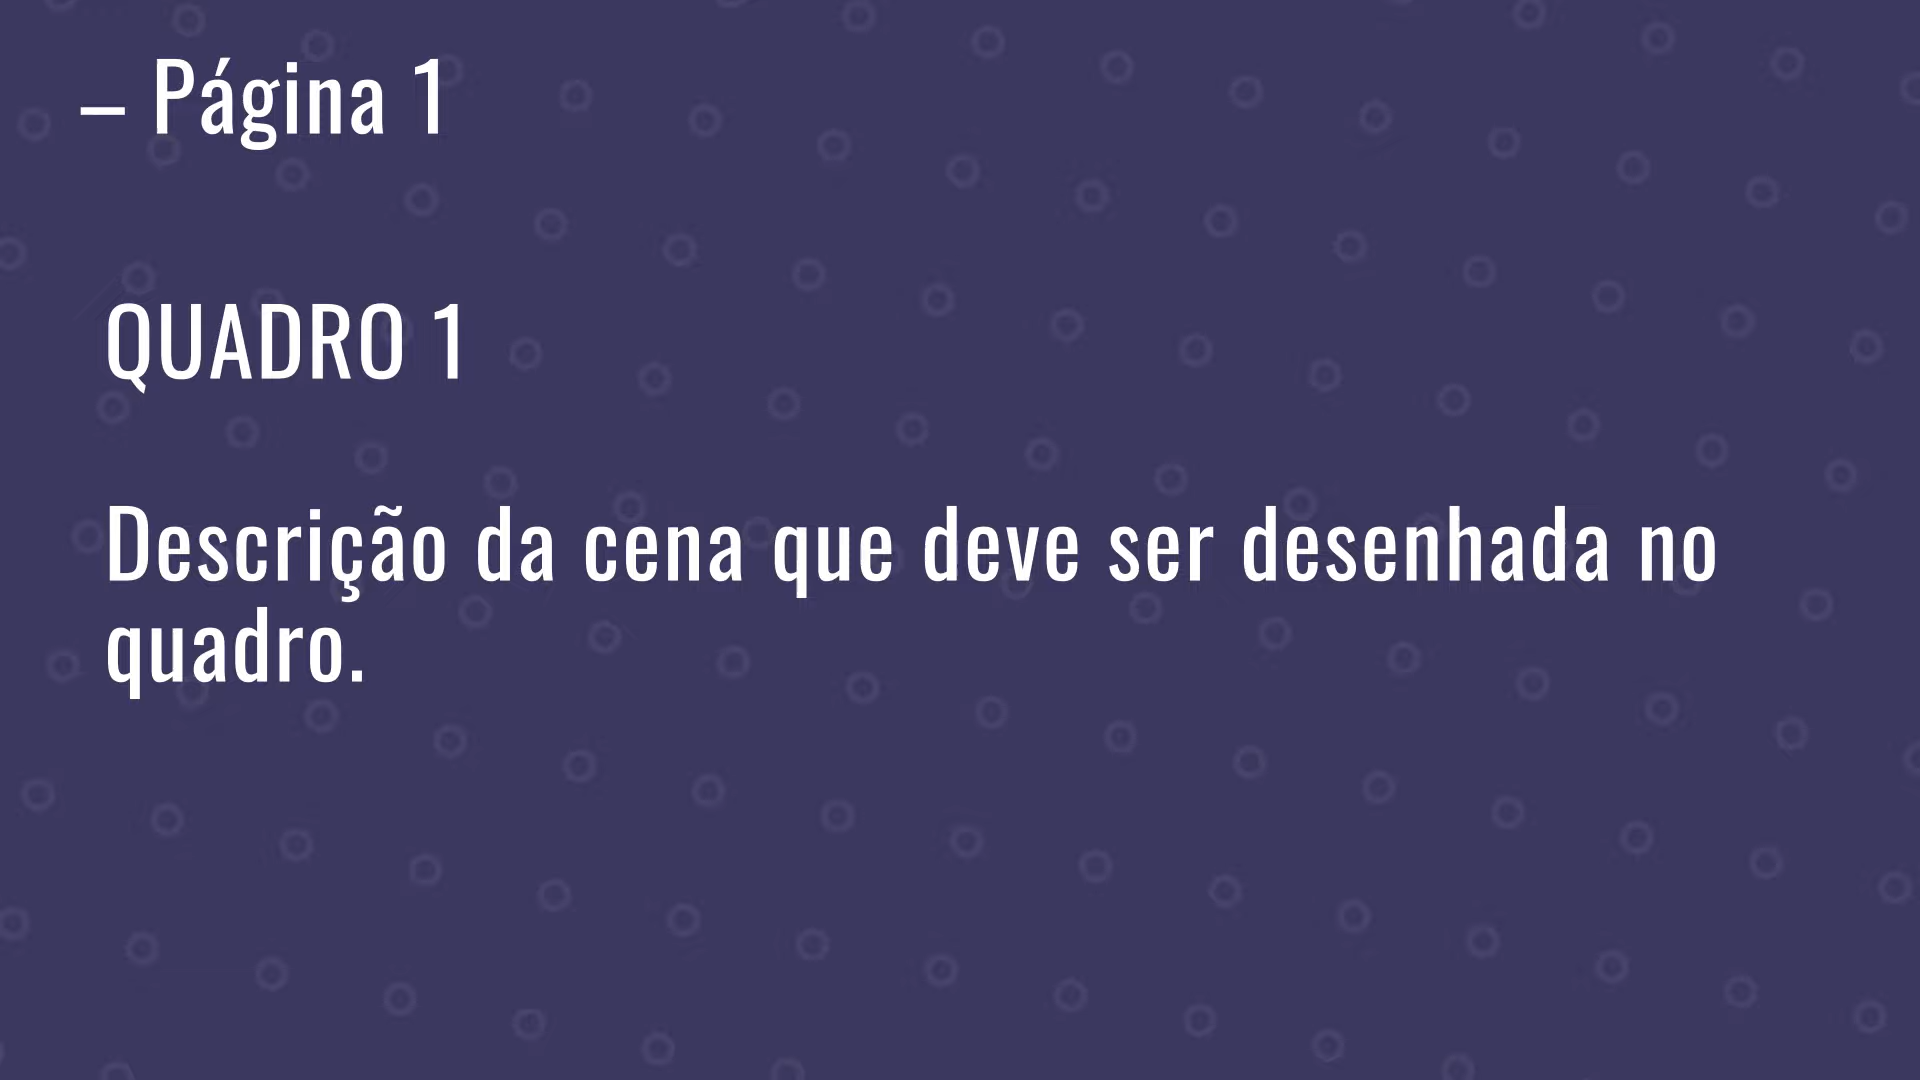 – Página 1
QUADRO 1
Descrição da cena que deve ser desenhada no
quadro.